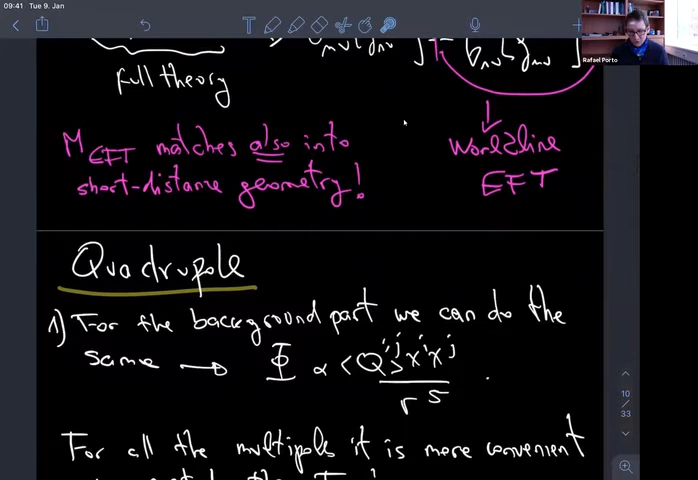 09:41 Tue 9. Jan
Rafael Porto
full theory
M_EFT matches also into
short-distance geometry!
Worldline
EFT
Quadrupole
1) For the background part we can do the
same → Φ ∝ <Q^ij> x^i x^j / r^5 .
For all the multipole it is more convenient
10
/
33